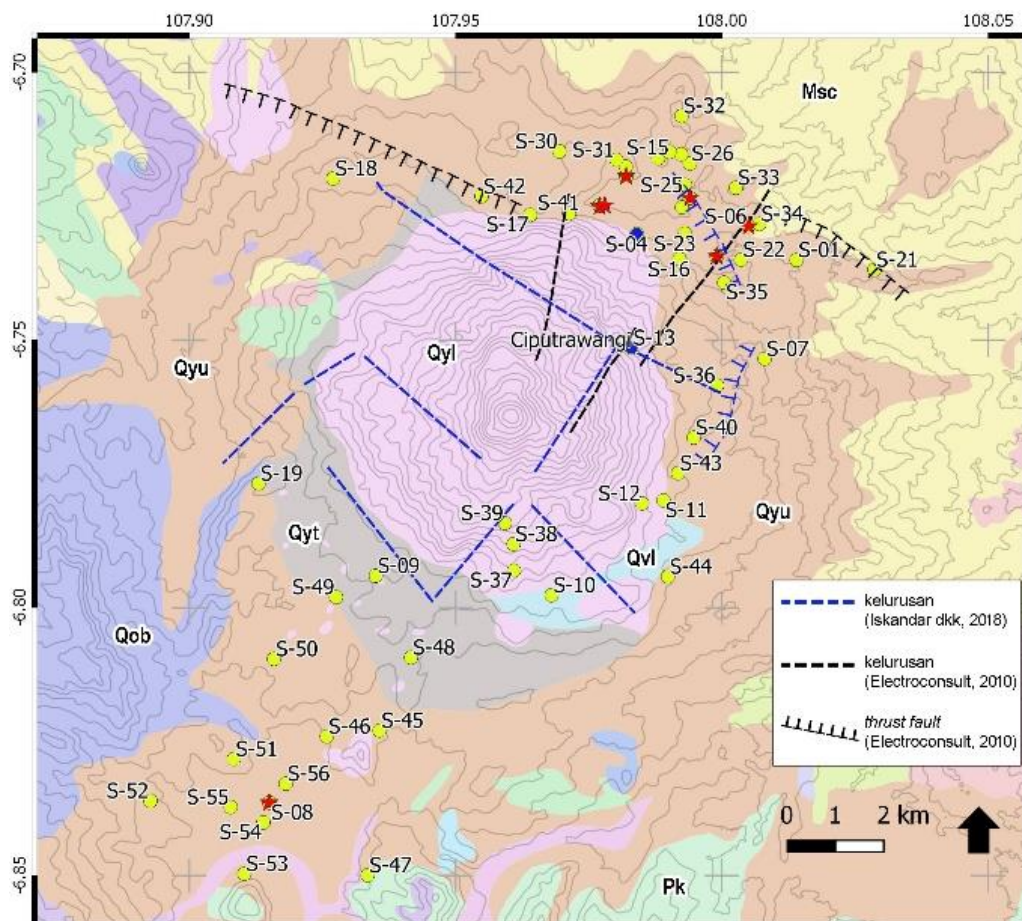 107.90
107.95
108.00
108.05
-6.70
-6.75
-6.80
-6.85
Msc
S-32
S-30
S-31
S-15
S-26
S-18
S-25
S-33
S-42
S-41
S-17
S-06
S-34
S-04
S-23
S-22
S-01
S-16
S-21
S-35
Ciputrawangi
S-13
S-07
Qyl
Qyu
S-36
S-40
S-43
S-19
S-12
S-11
Qyu
S-39
S-38
Qyt
Qvl
S-09
S-37
S-44
S-49
S-10
Qob
S-50
S-48
S-46
S-45
S-51
S-56
S-52
S-55
S-08
S-54
S-53
S-47
Pk
kelurusan
(Iskandar dkk, 2018)
kelurusan
(Electroconsult, 2010)
thrust fault
(Electroconsult, 2010)
0 1 2 km